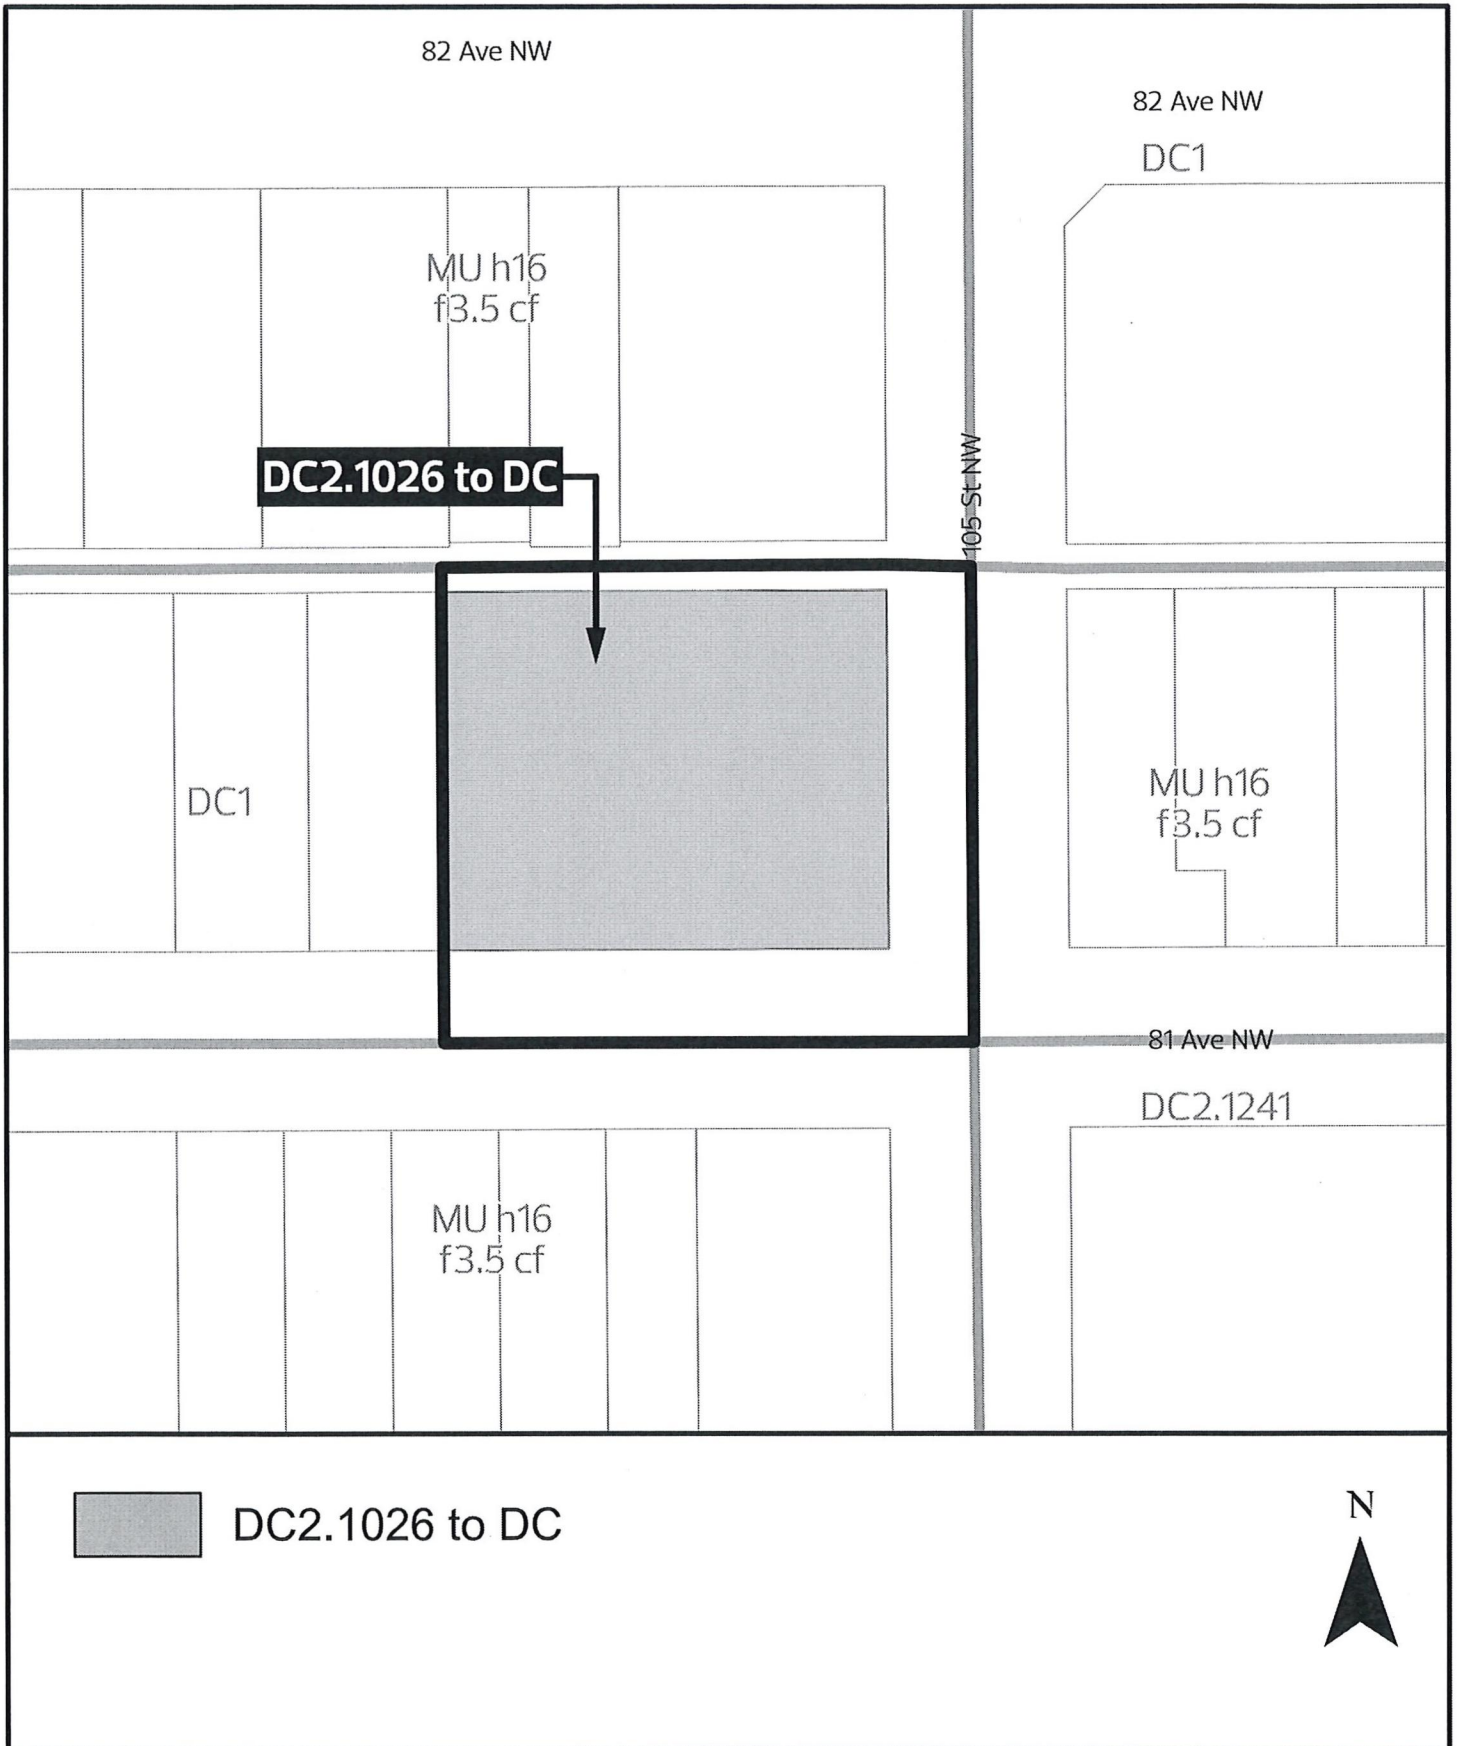 82 Ave NW
82 Ave NW
DC1
MU h16
f3.5 cf
DC2.1026 to DC
105 St NW
DC1
MU h16
f3.5 cf
81 Ave NW
DC2.1241
MU h16
f3.5 cf
DC2.1026 to DC
N